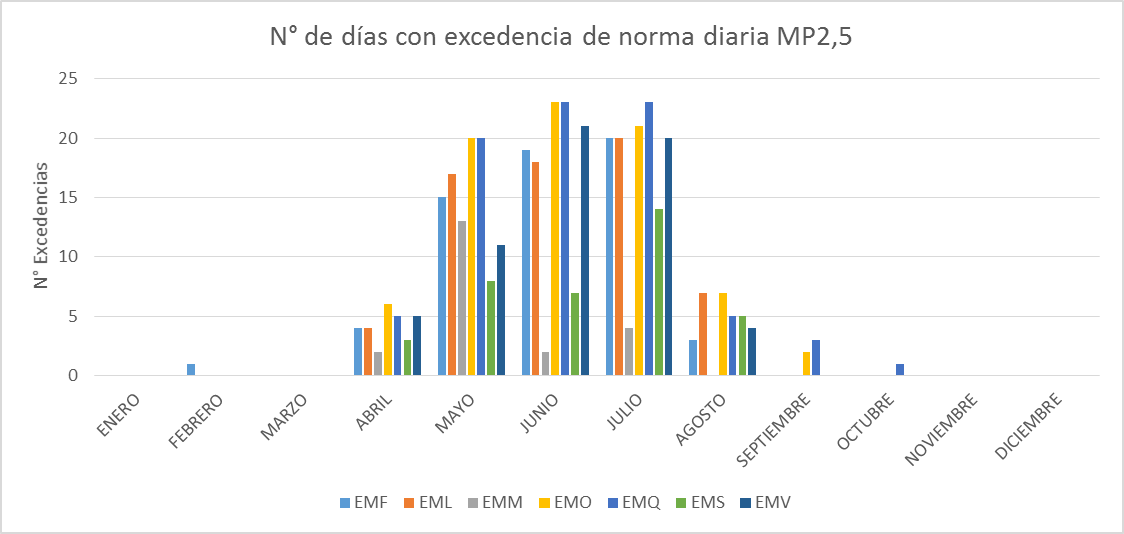 N° de días con excedencia de norma diaria MP2,5
25
20
15
10
5
0
N° Excedencias
ENERO
FEBRERO
MARZO
ABRIL
MAYO
JUNIO
JULIO
AGOSTO
SEPTIEMBRE
OCTUBRE
NOVIEMBRE
DICIEMBRE
EMF EML EMM EMO EMQ EMS EMV